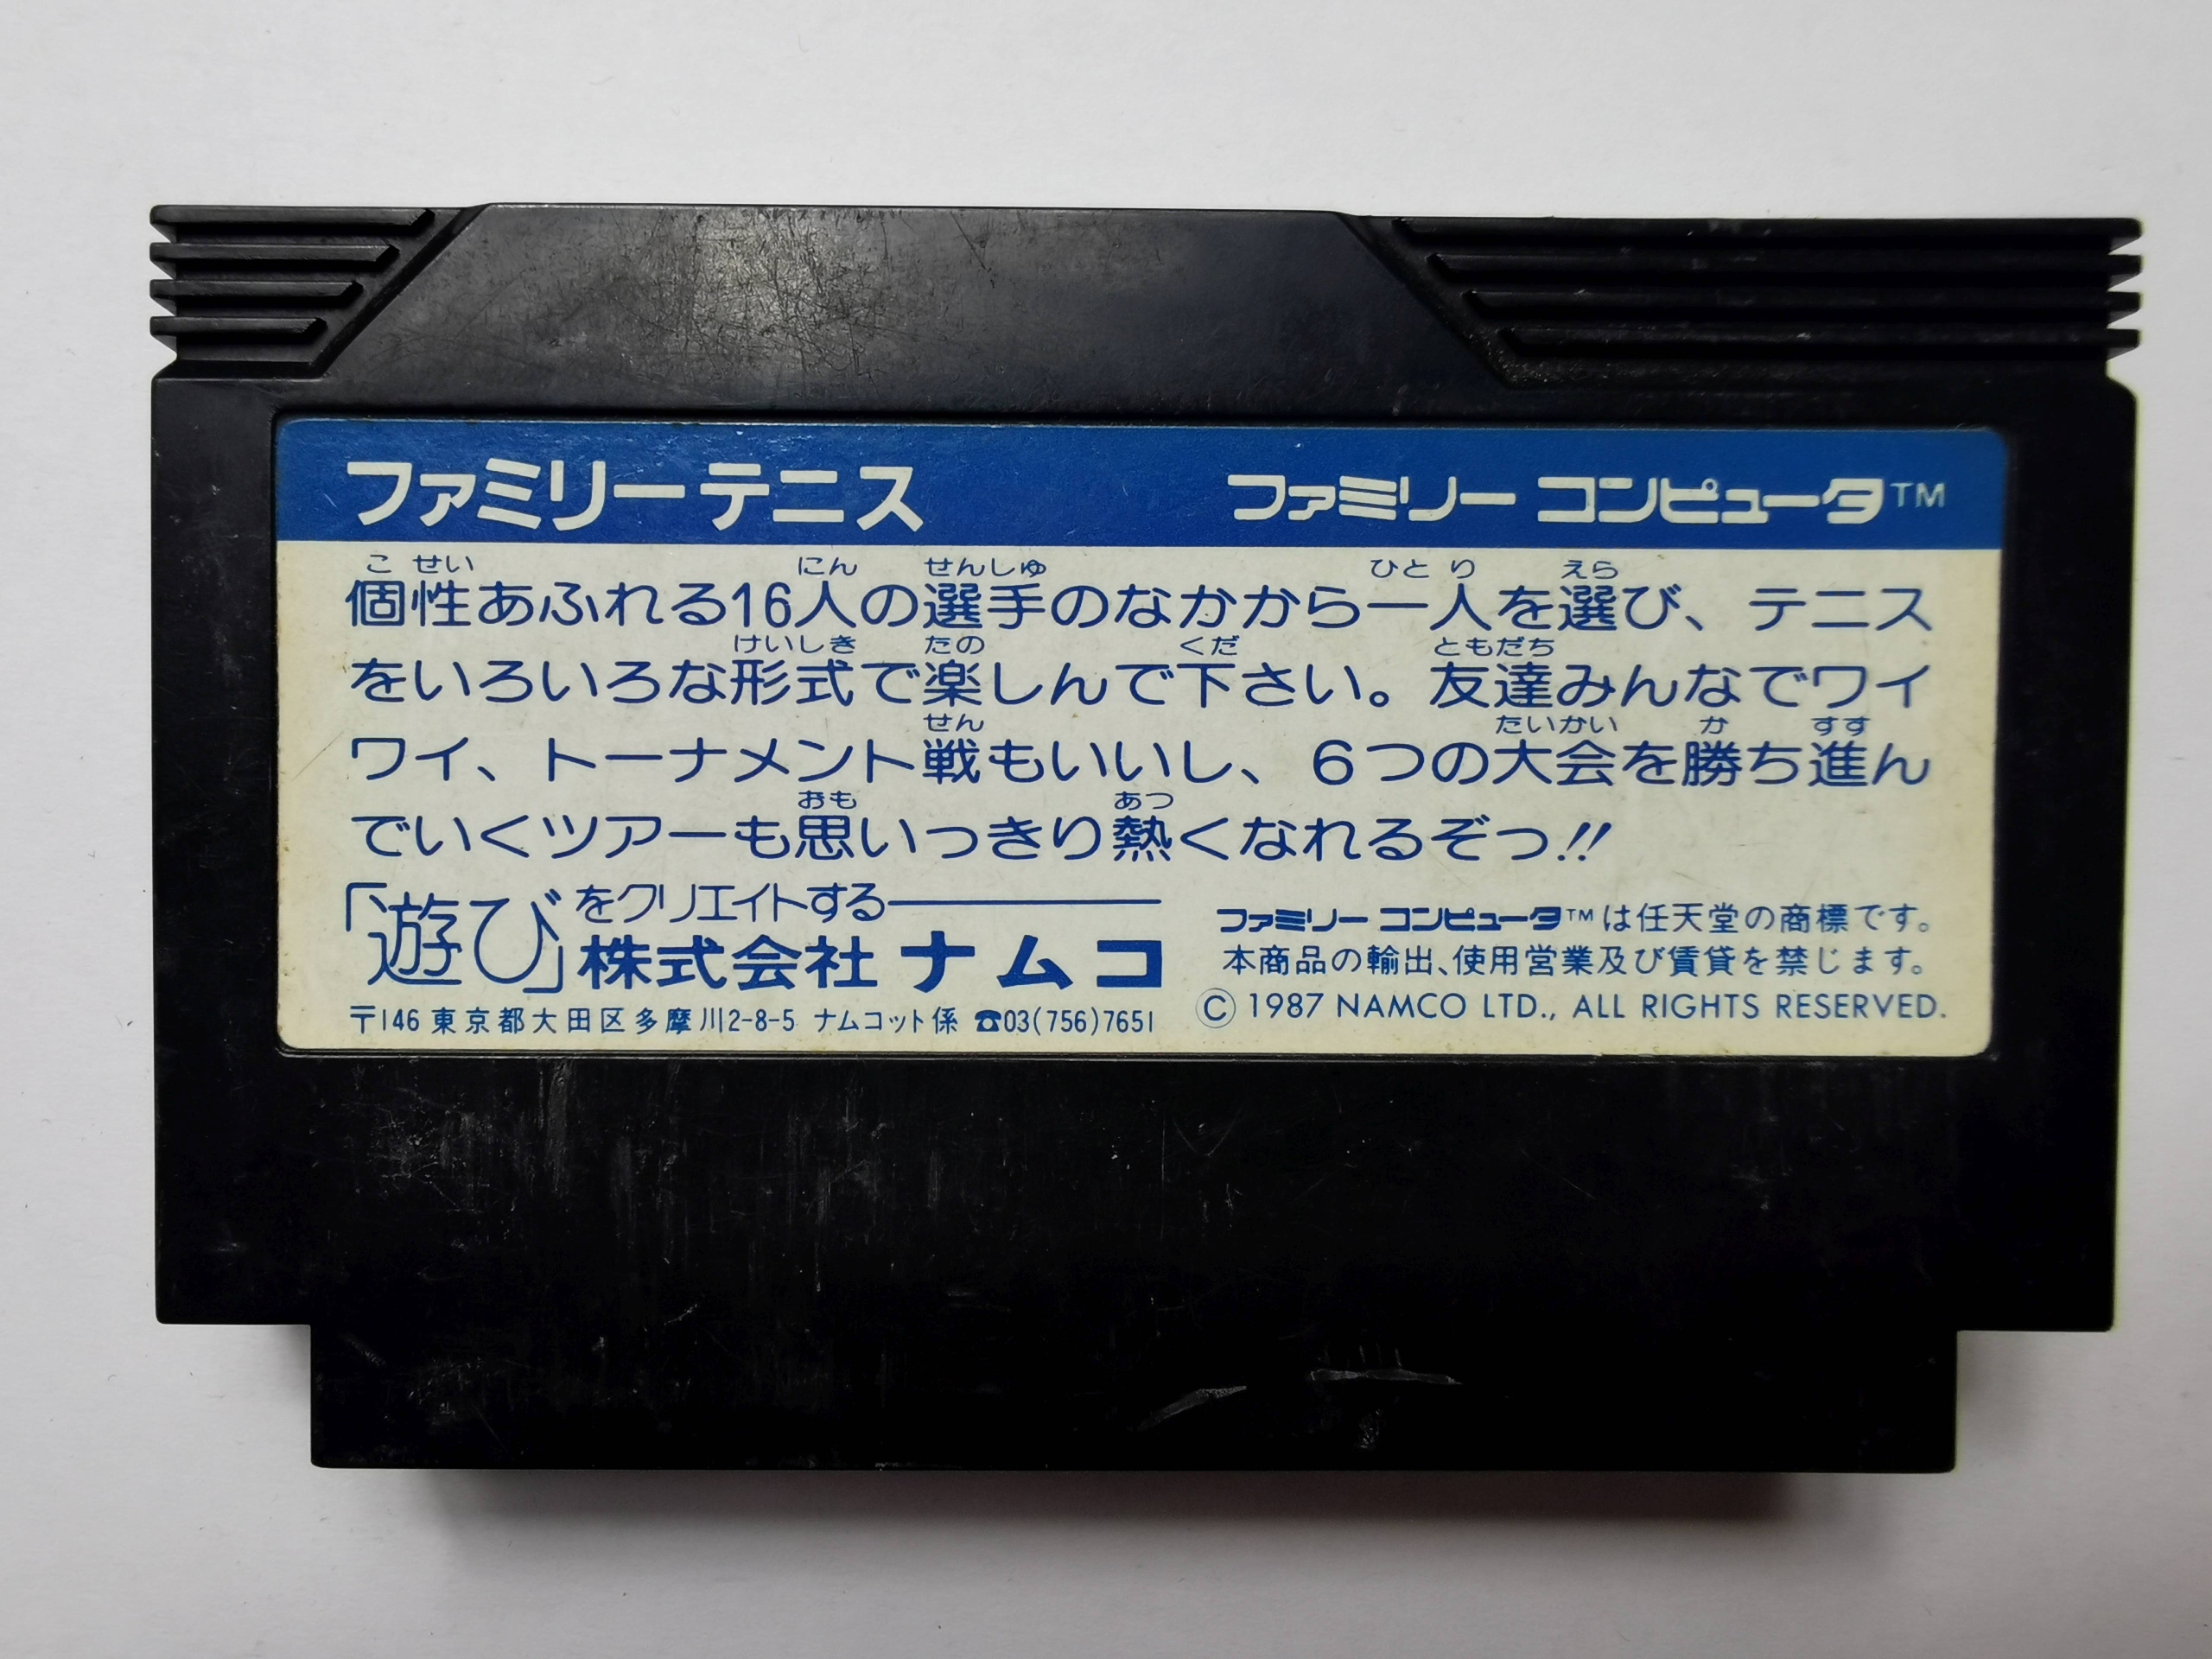 ファミリーテニス ファミリー コンピュータ™
こせい にん せんしゅ ひとり えら
個性あふれる16人の選手のなかから一人を選び、テニス
けいしき たの くだ ともだち
をいろいろな形式で楽しんで下さい。友達みんなでワイ
せん たいかい か すす
ワイ、トーナメント戦もいいし、6つの大会を勝ち進ん
おも あつ
でいくツアーも思いっきり熱くなれるぞっ!!
「遊び」をクリエイトする
株式会社ナムコ
〒146 東京都大田区多摩川2-8-5 ナムコット係 ☎03(756)7651
ファミリー コンピュータ™は任天堂の商標です。
本商品の輸出、使用営業及び賃貸を禁じます。
© 1987 NAMCO LTD., ALL RIGHTS RESERVED.